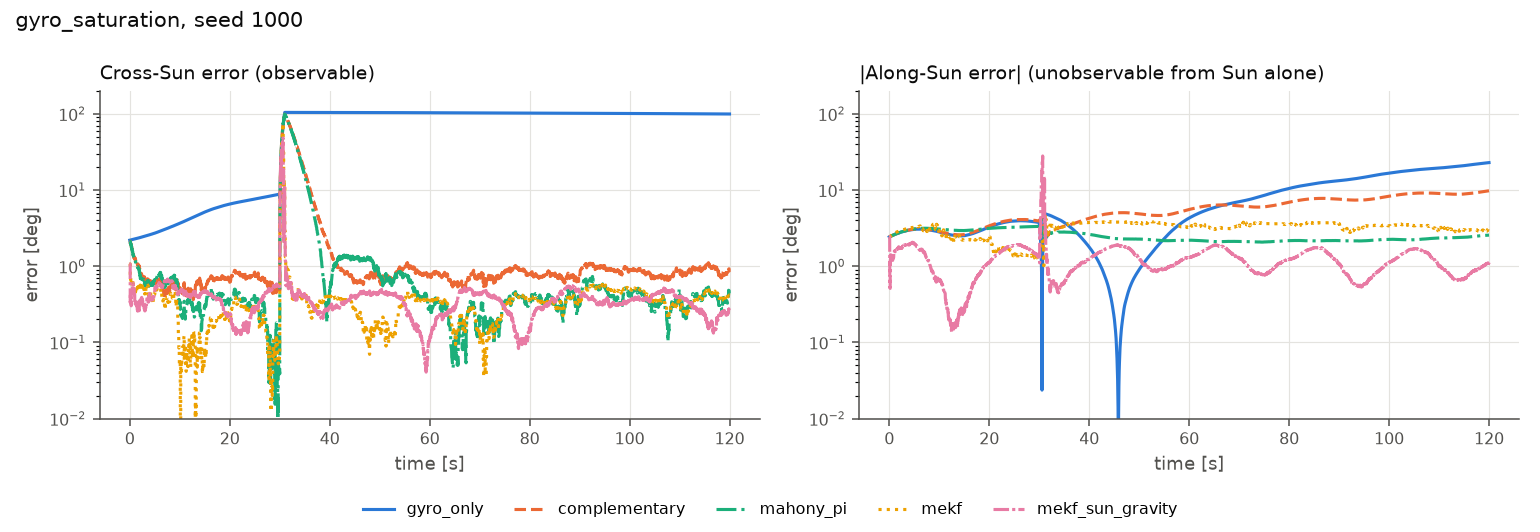 gyro_saturation, seed 1000
Cross-Sun error (observable)
|Along-Sun error| (unobservable from Sun alone)
error [deg]
10²
10¹
10⁰
10⁻¹
10⁻²
0 20 40 60 80 100 120
time [s]
error [deg]
10²
10¹
10⁰
10⁻¹
10⁻²
0 20 40 60 80 100 120
time [s]
gyro_only complementary mahony_pi mekf mekf_sun_gravity